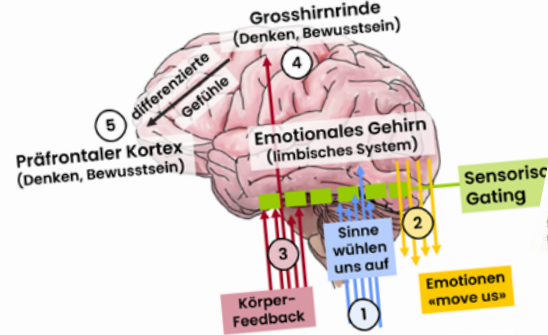 Grosshirnrinde
(Denken, Bewusstsein)
4
differenzierte
Gefühle
5
Präfrontaler Kortex
(Denken, Bewusstsein)
Emotionales Gehirn
(limbisches System)
Gating
2
3
Sinne
wühlen
uns auf
Körper-
Feedback
1
Emotionen
«move us»